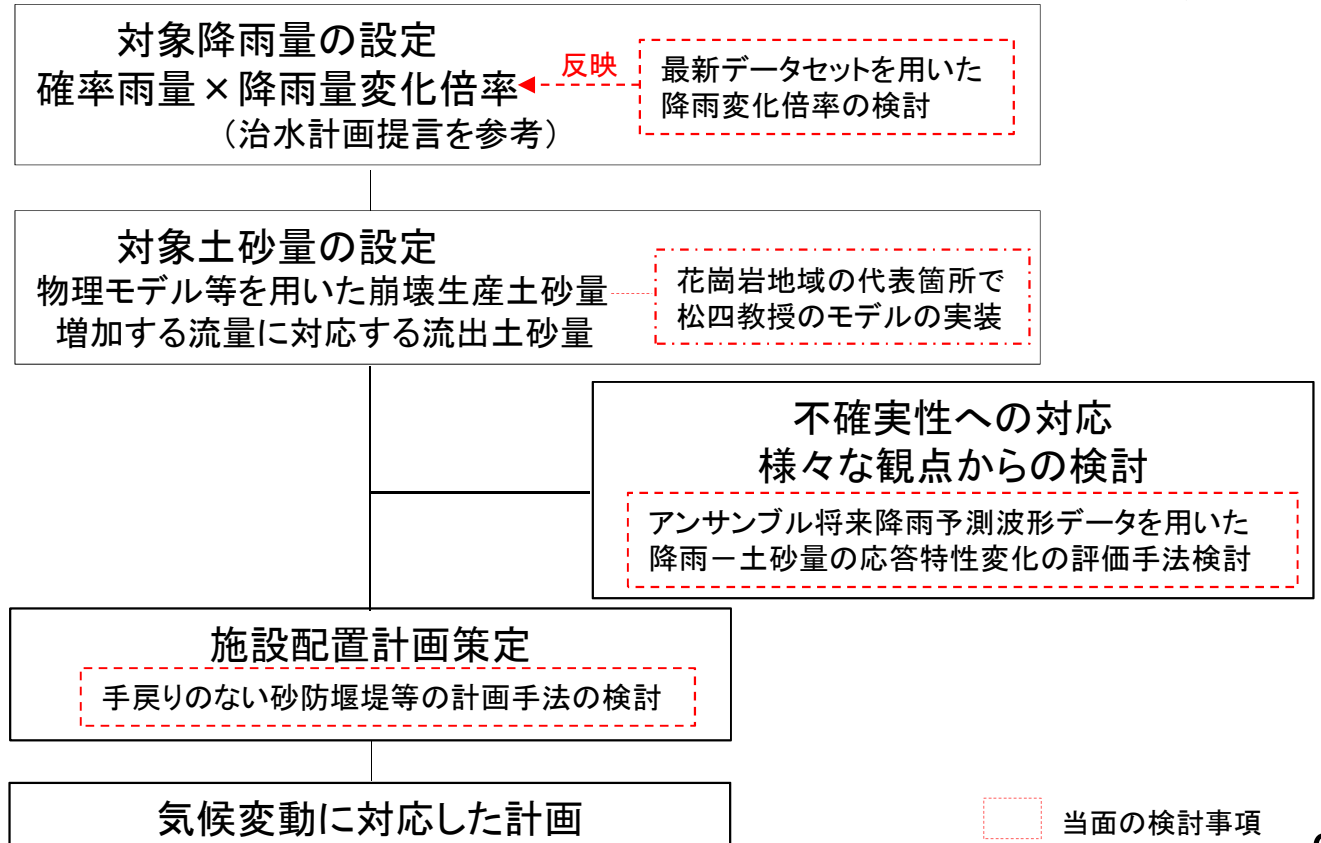 対象降雨量の設定
確率雨量×降雨量変化倍率
（治水計画提言を参考）
反映
最新データセットを用いた
降雨変化倍率の検討
対象土砂量の設定
物理モデル等を用いた崩壊生産土砂量
増加する流量に対応する流出土砂量
花崗岩地域の代表箇所で
松四教授のモデルの実装
不確実性への対応
様々な観点からの検討
アンサンブル将来降雨予測波形データを用いた
降雨－土砂量の応答特性変化の評価手法検討
施設配置計画策定
手戻りのない砂防堰堤等の計画手法の検討
気候変動に対応した計画
当面の検討事項